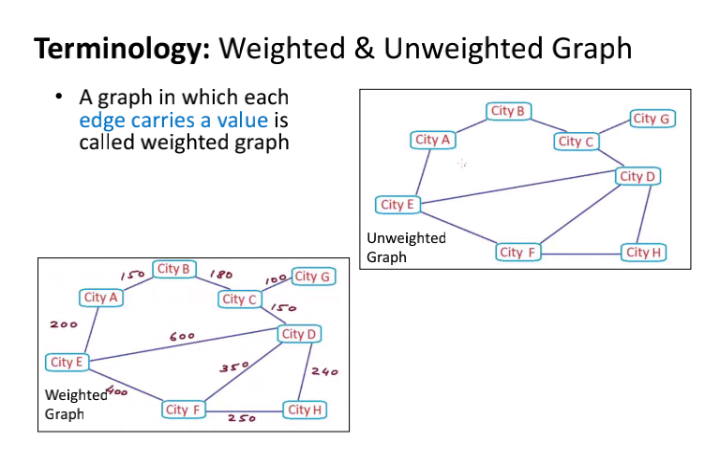 Terminology: Weighted & Unweighted Graph
• A graph in which each
edge carries a value is
called weighted graph
City B
City G
City A
City C
City D
City E
Unweighted
Graph
City F
City H
City B
150
180
100
City G
City A
City C
150
200
600
City D
City E
350
240
Weighted
400
Graph
City F
250
City H